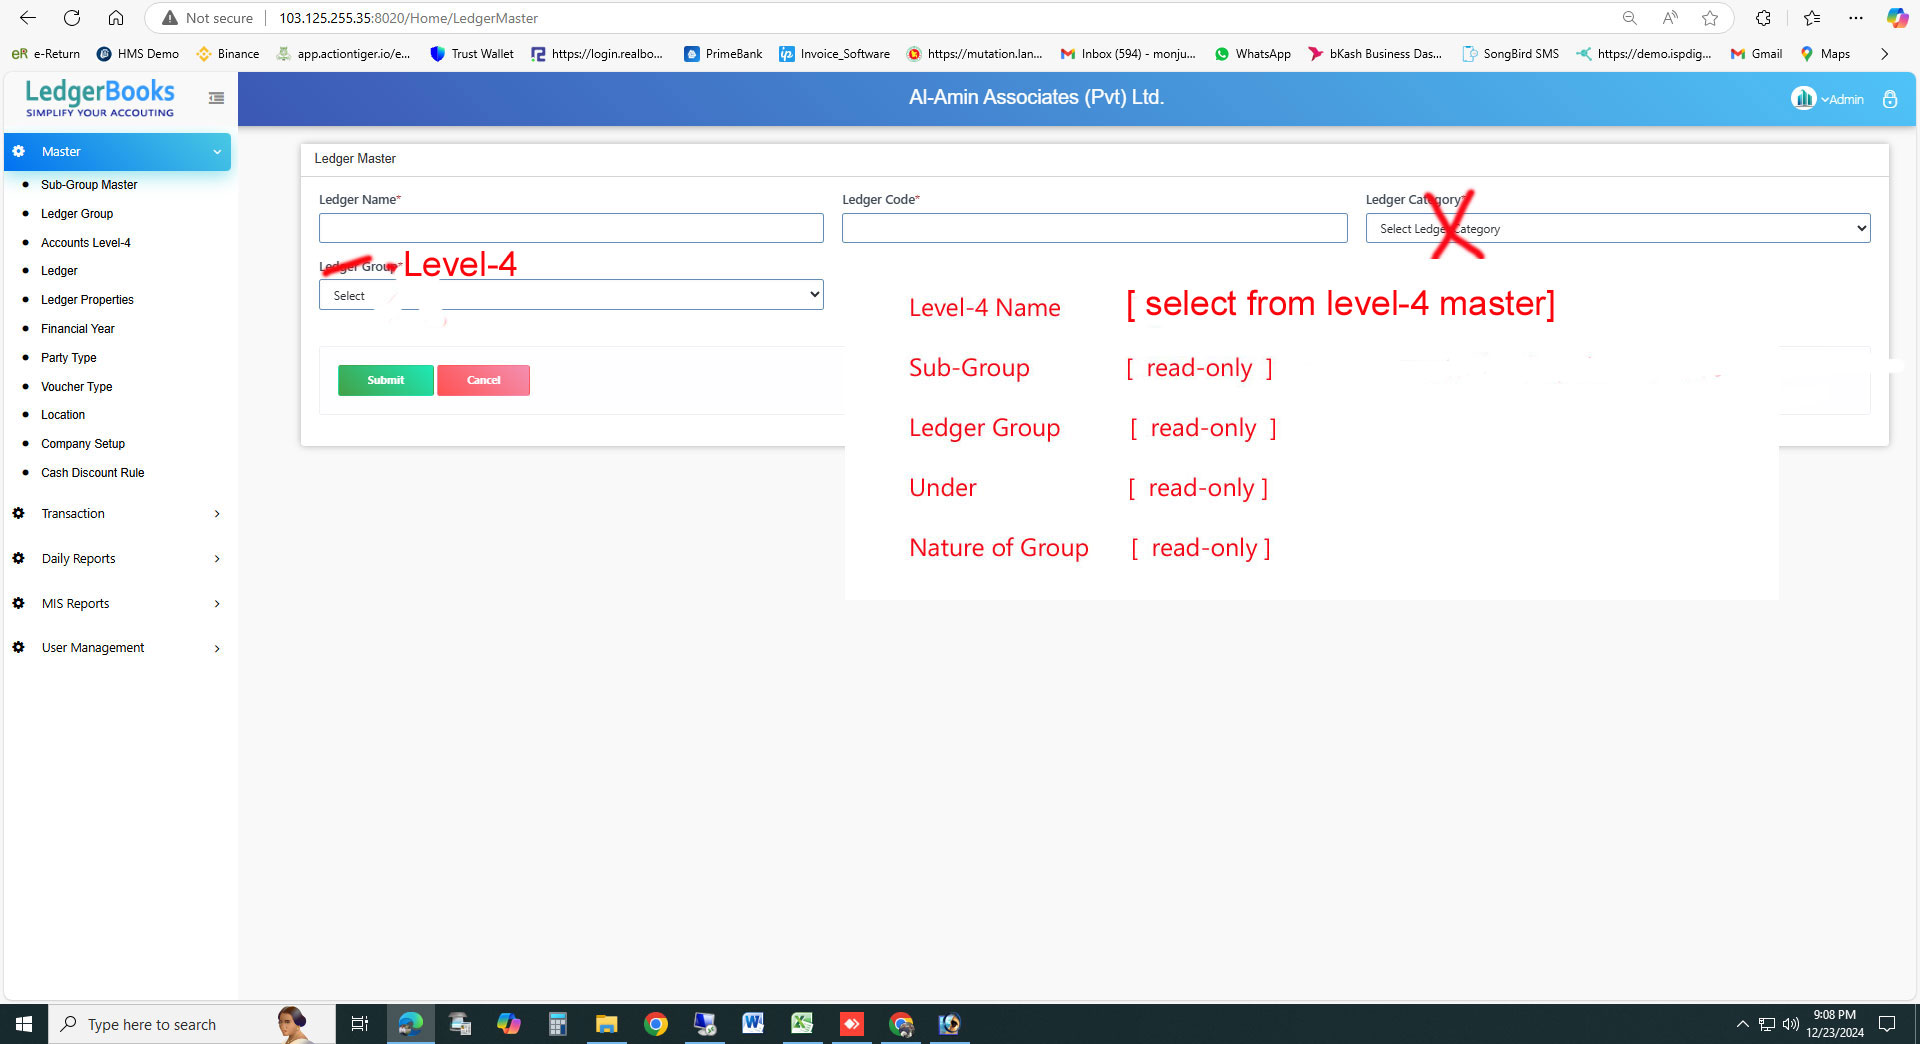 Not secure
103.125.255.35:8020/Home/LedgerMaster
eR e-Return
HMS Demo
Binance
app.actiontiger.io/e...
Trust Wallet
https://login.realbo...
PrimeBank
ip Invoice_Software
https://mutation.lan...
Inbox (594) - monju...
WhatsApp
bKash Business Das...
SongBird SMS
https://demo.ispdig...
Gmail
Maps
LedgerBooks
SIMPLIFY YOUR ACCOUTING
Al-Amin Associates (Pvt) Ltd.
Admin
Master
Sub-Group Master
Ledger Group
Accounts Level-4
Ledger
Ledger Properties
Financial Year
Party Type
Voucher Type
Location
Company Setup
Cash Discount Rule
Transaction
Daily Reports
MIS Reports
User Management
Ledger Master
Ledger Name*
Ledger Code*
Ledger Category*
Select Ledger Category
Ledger Group*
Level-4
Select
Submit
Cancel
Level-4 Name [ select from level-4 master]
Sub-Group [ read-only ]
Ledger Group [ read-only ]
Under [ read-only ]
Nature of Group [ read-only ]
Type here to search
9:08 PM
12/23/2024